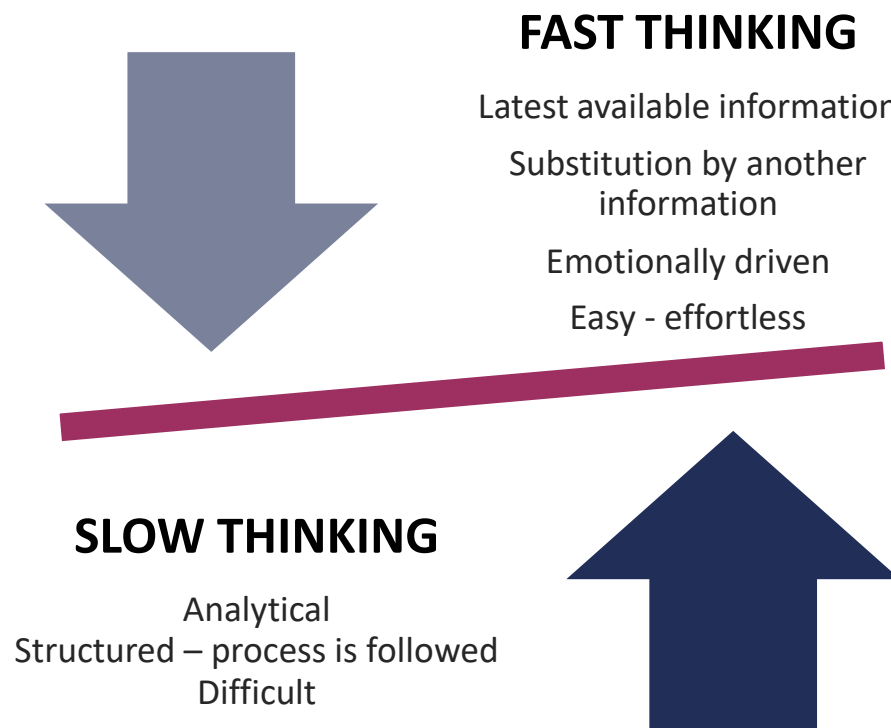 FAST THINKING
Latest available information
Substitution by another
information
Emotionally driven
Easy - effortless
SLOW THINKING
Analytical
Structured – process is followed
Difficult